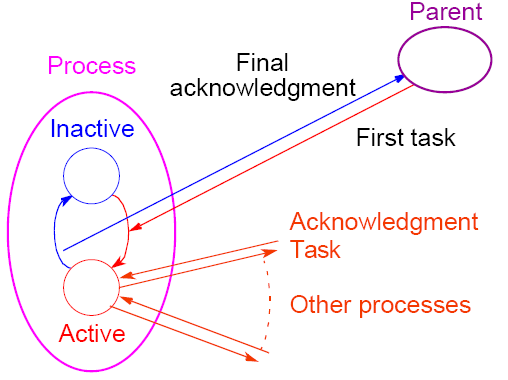 Parent
Process
Final
acknowledgment
Inactive
First task
Acknowledgment
Task
Other processes
Active